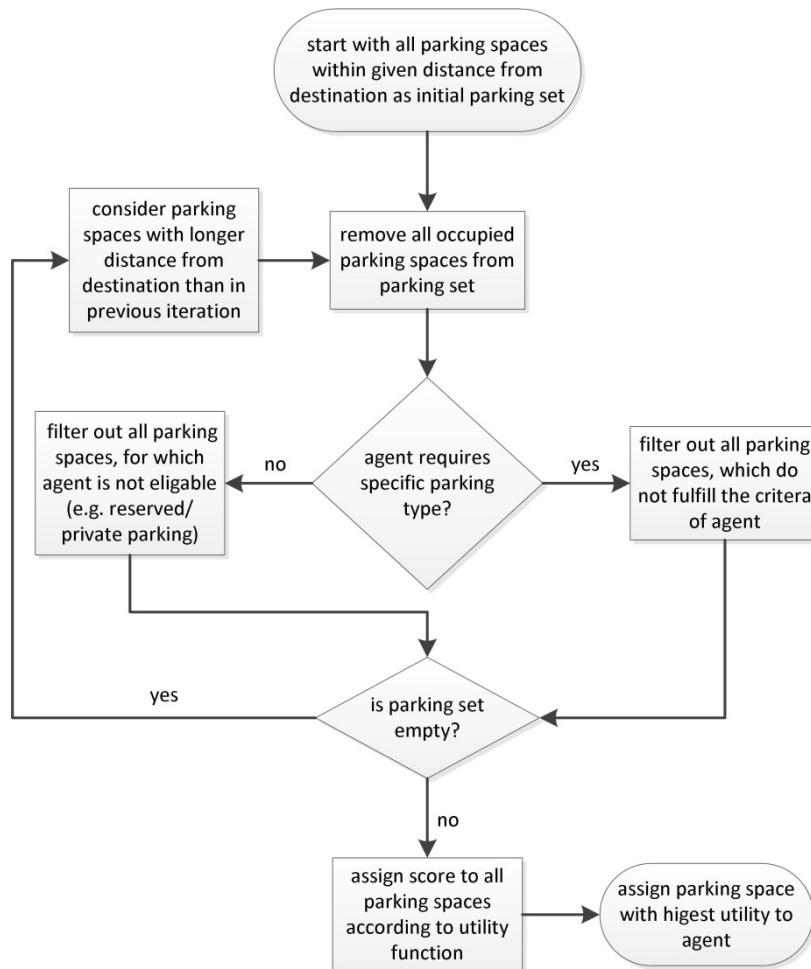 start with all parking spaces
within given distance from
destination as initial parking set
consider parking
spaces with longer
distance from
destination than in
previous iteration
remove all occupied
parking spaces from
parking set
filter out all parking
spaces, for which
agent is not eligable
(e.g. reserved/
private parking)
no
agent requires
specific parking
type?
yes
filter out all parking
spaces, which do
not fulfill the critera
of agent
yes
is parking set
empty?
no
assign score to all
parking spaces
according to utility
function
assign parking space
with higest utility to
agent